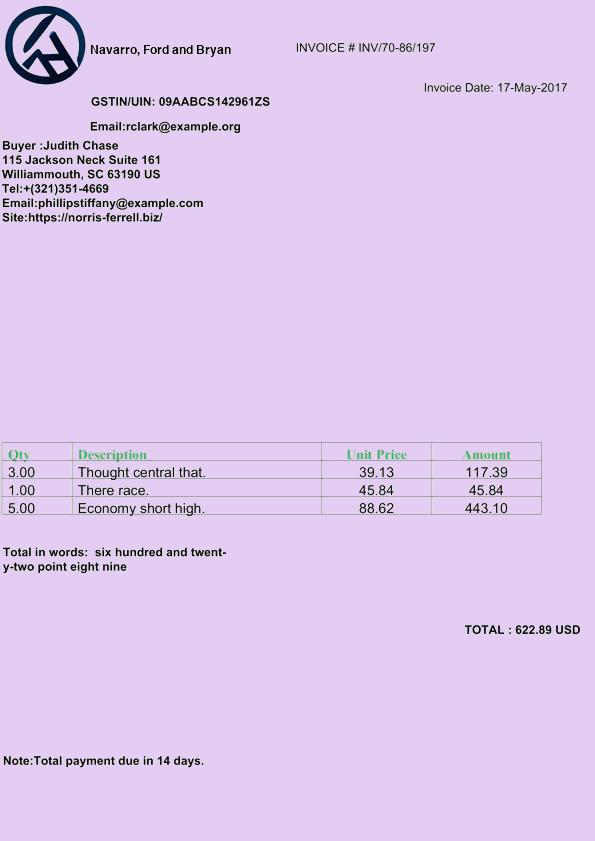 Navarro, Ford and Bryan
INVOICE # INV/70-86/197
Invoice Date: 17-May-2017
GSTIN/UIN: 09AABCS142961ZS
Email:rclark@example.org
Buyer :Judith Chase
115 Jackson Neck Suite 161
Williammouth, SC 63190 US
Tel:+(321)351-4669
Email:phillipstiffany@example.com
Site:https://norris-ferrell.biz/
Qty Description Unit Price Amount
3.00 Thought central that. 39.13 117.39
1.00 There race. 45.84 45.84
5.00 Economy short high. 88.62 443.10
Total in words: six hundred and twent-
y-two point eight nine
TOTAL : 622.89 USD
Note:Total payment due in 14 days.